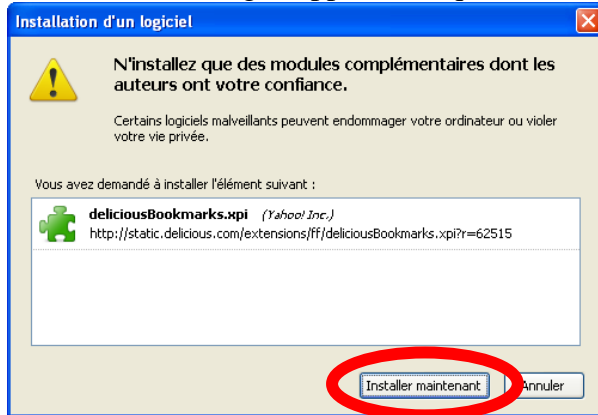 Installation d'un logiciel
N'installez que des modules complémentaires dont les
auteurs ont votre confiance.
Certains logiciels malveillants peuvent endommager votre ordinateur ou violer
votre vie privée.
Vous avez demandé à installer l'élément suivant :
deliciousBookmarks.xpi (Yahoo! Inc.)
http://static.delicious.com/extensions/ff/deliciousBookmarks.xpi?r=62515
Installer maintenant Annuler